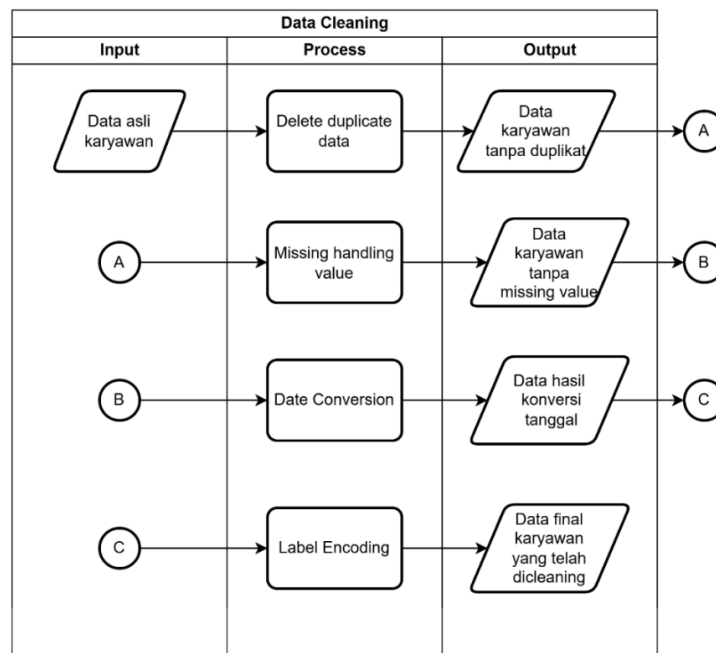 Data Cleaning
Input
Process
Output
Data asli
karyawan
Delete duplicate
data
Data
karyawan
tanpa duplikat
A
A
Missing handling
value
Data
karyawan
tanpa
missing value
B
B
Date Conversion
Data hasil
konversi
tanggal
C
C
Label Encoding
Data final
karyawan
yang telah
dicleaning